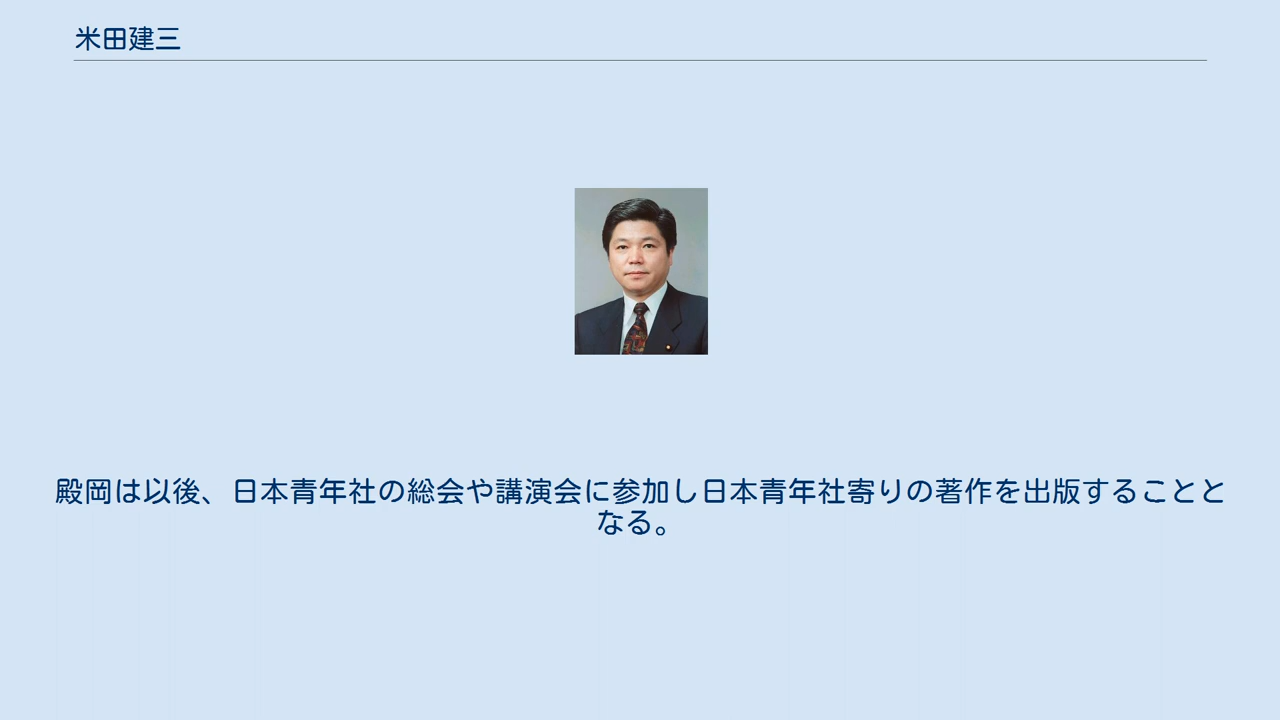 米田建三
殿岡は以後、日本青年社の総会や講演会に参加し日本青年社寄りの著作を出版することと
なる。